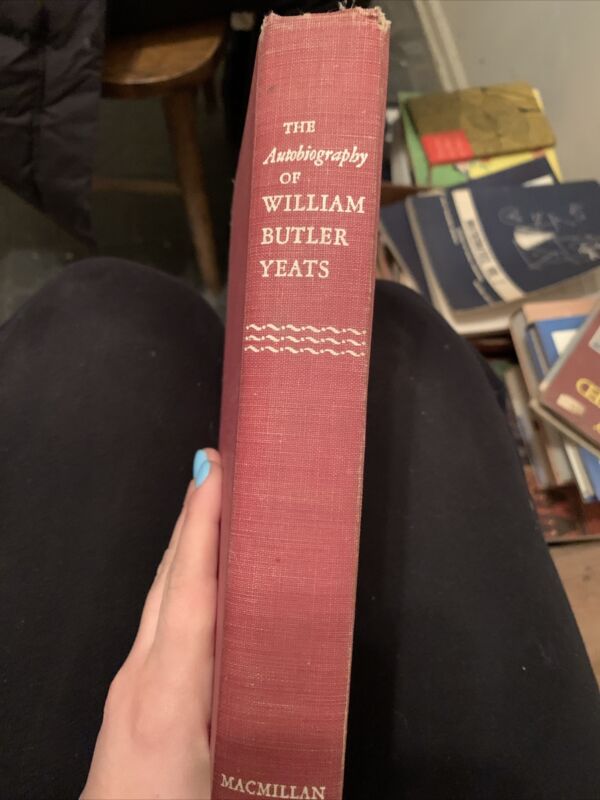 THE
Autobiography
OF
WILLIAM
BUTLER
YEATS
MACMILLAN